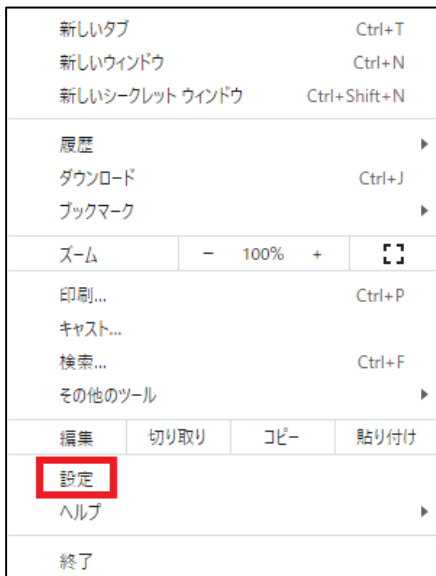 新しいタブ Ctrl+T
新しいウィンドウ Ctrl+N
新しいシークレット ウィンドウ Ctrl+Shift+N
履歴
ダウンロード Ctrl+J
ブックマーク
ズーム － 100% +
印刷... Ctrl+P
キャスト...
検索... Ctrl+F
その他のツール
編集 切り取り コピー 貼り付け
設定
ヘルプ
終了